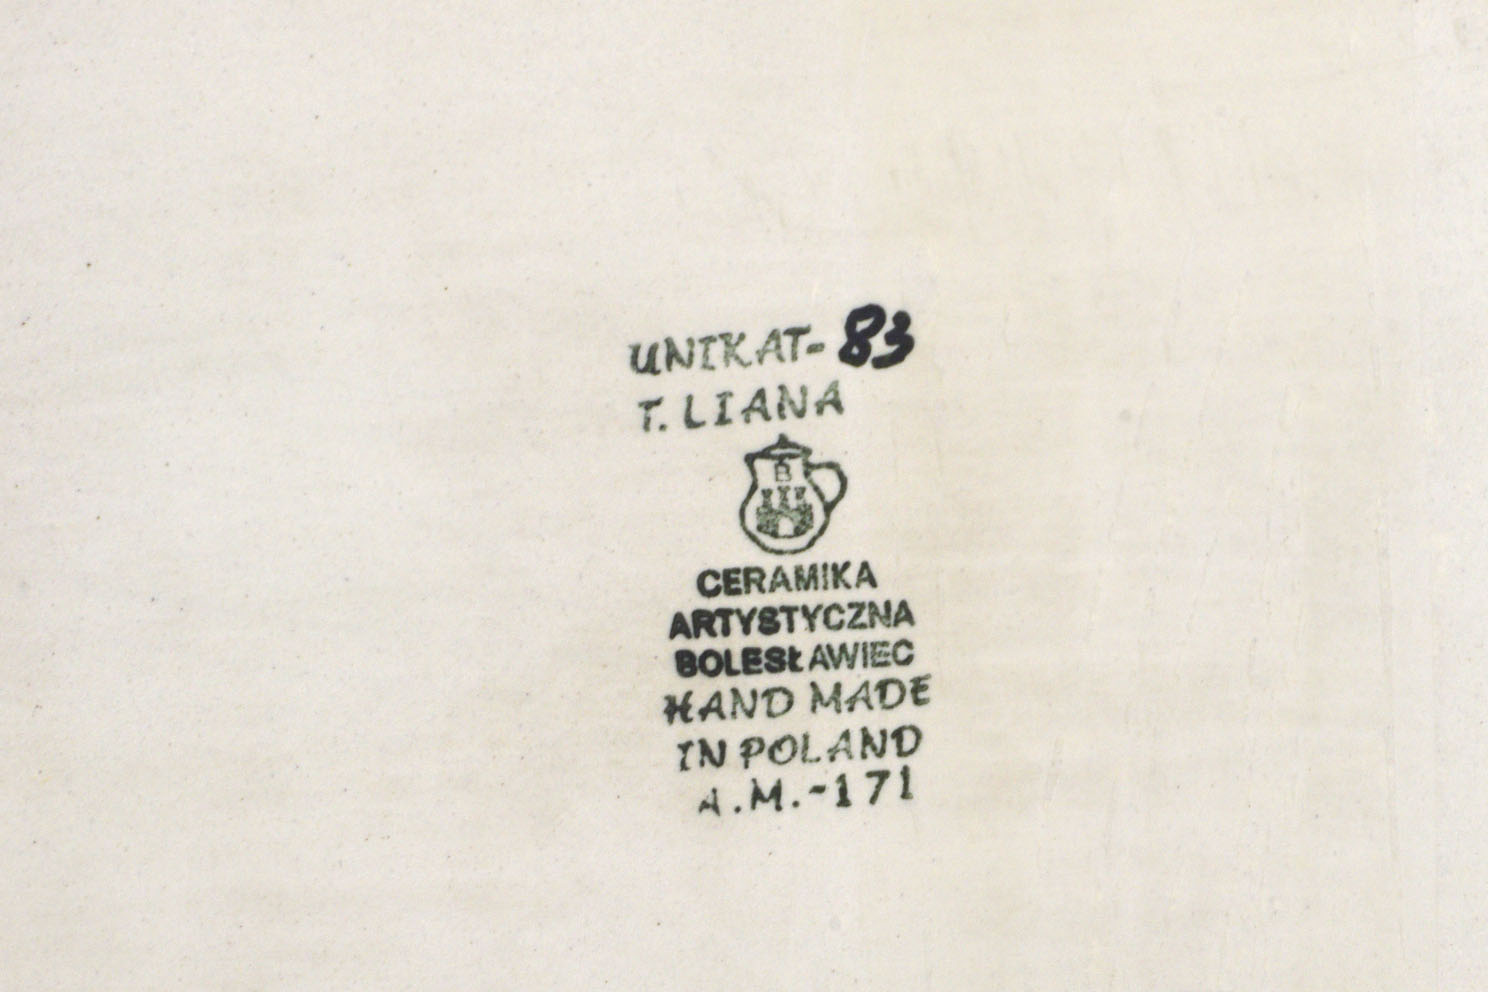 UNIKAT-83
T. LIANA
B
CERAMIKA
ARTYSTYCZNA
BOLESŁAWIEC
HAND MADE
IN POLAND
A.M.-171